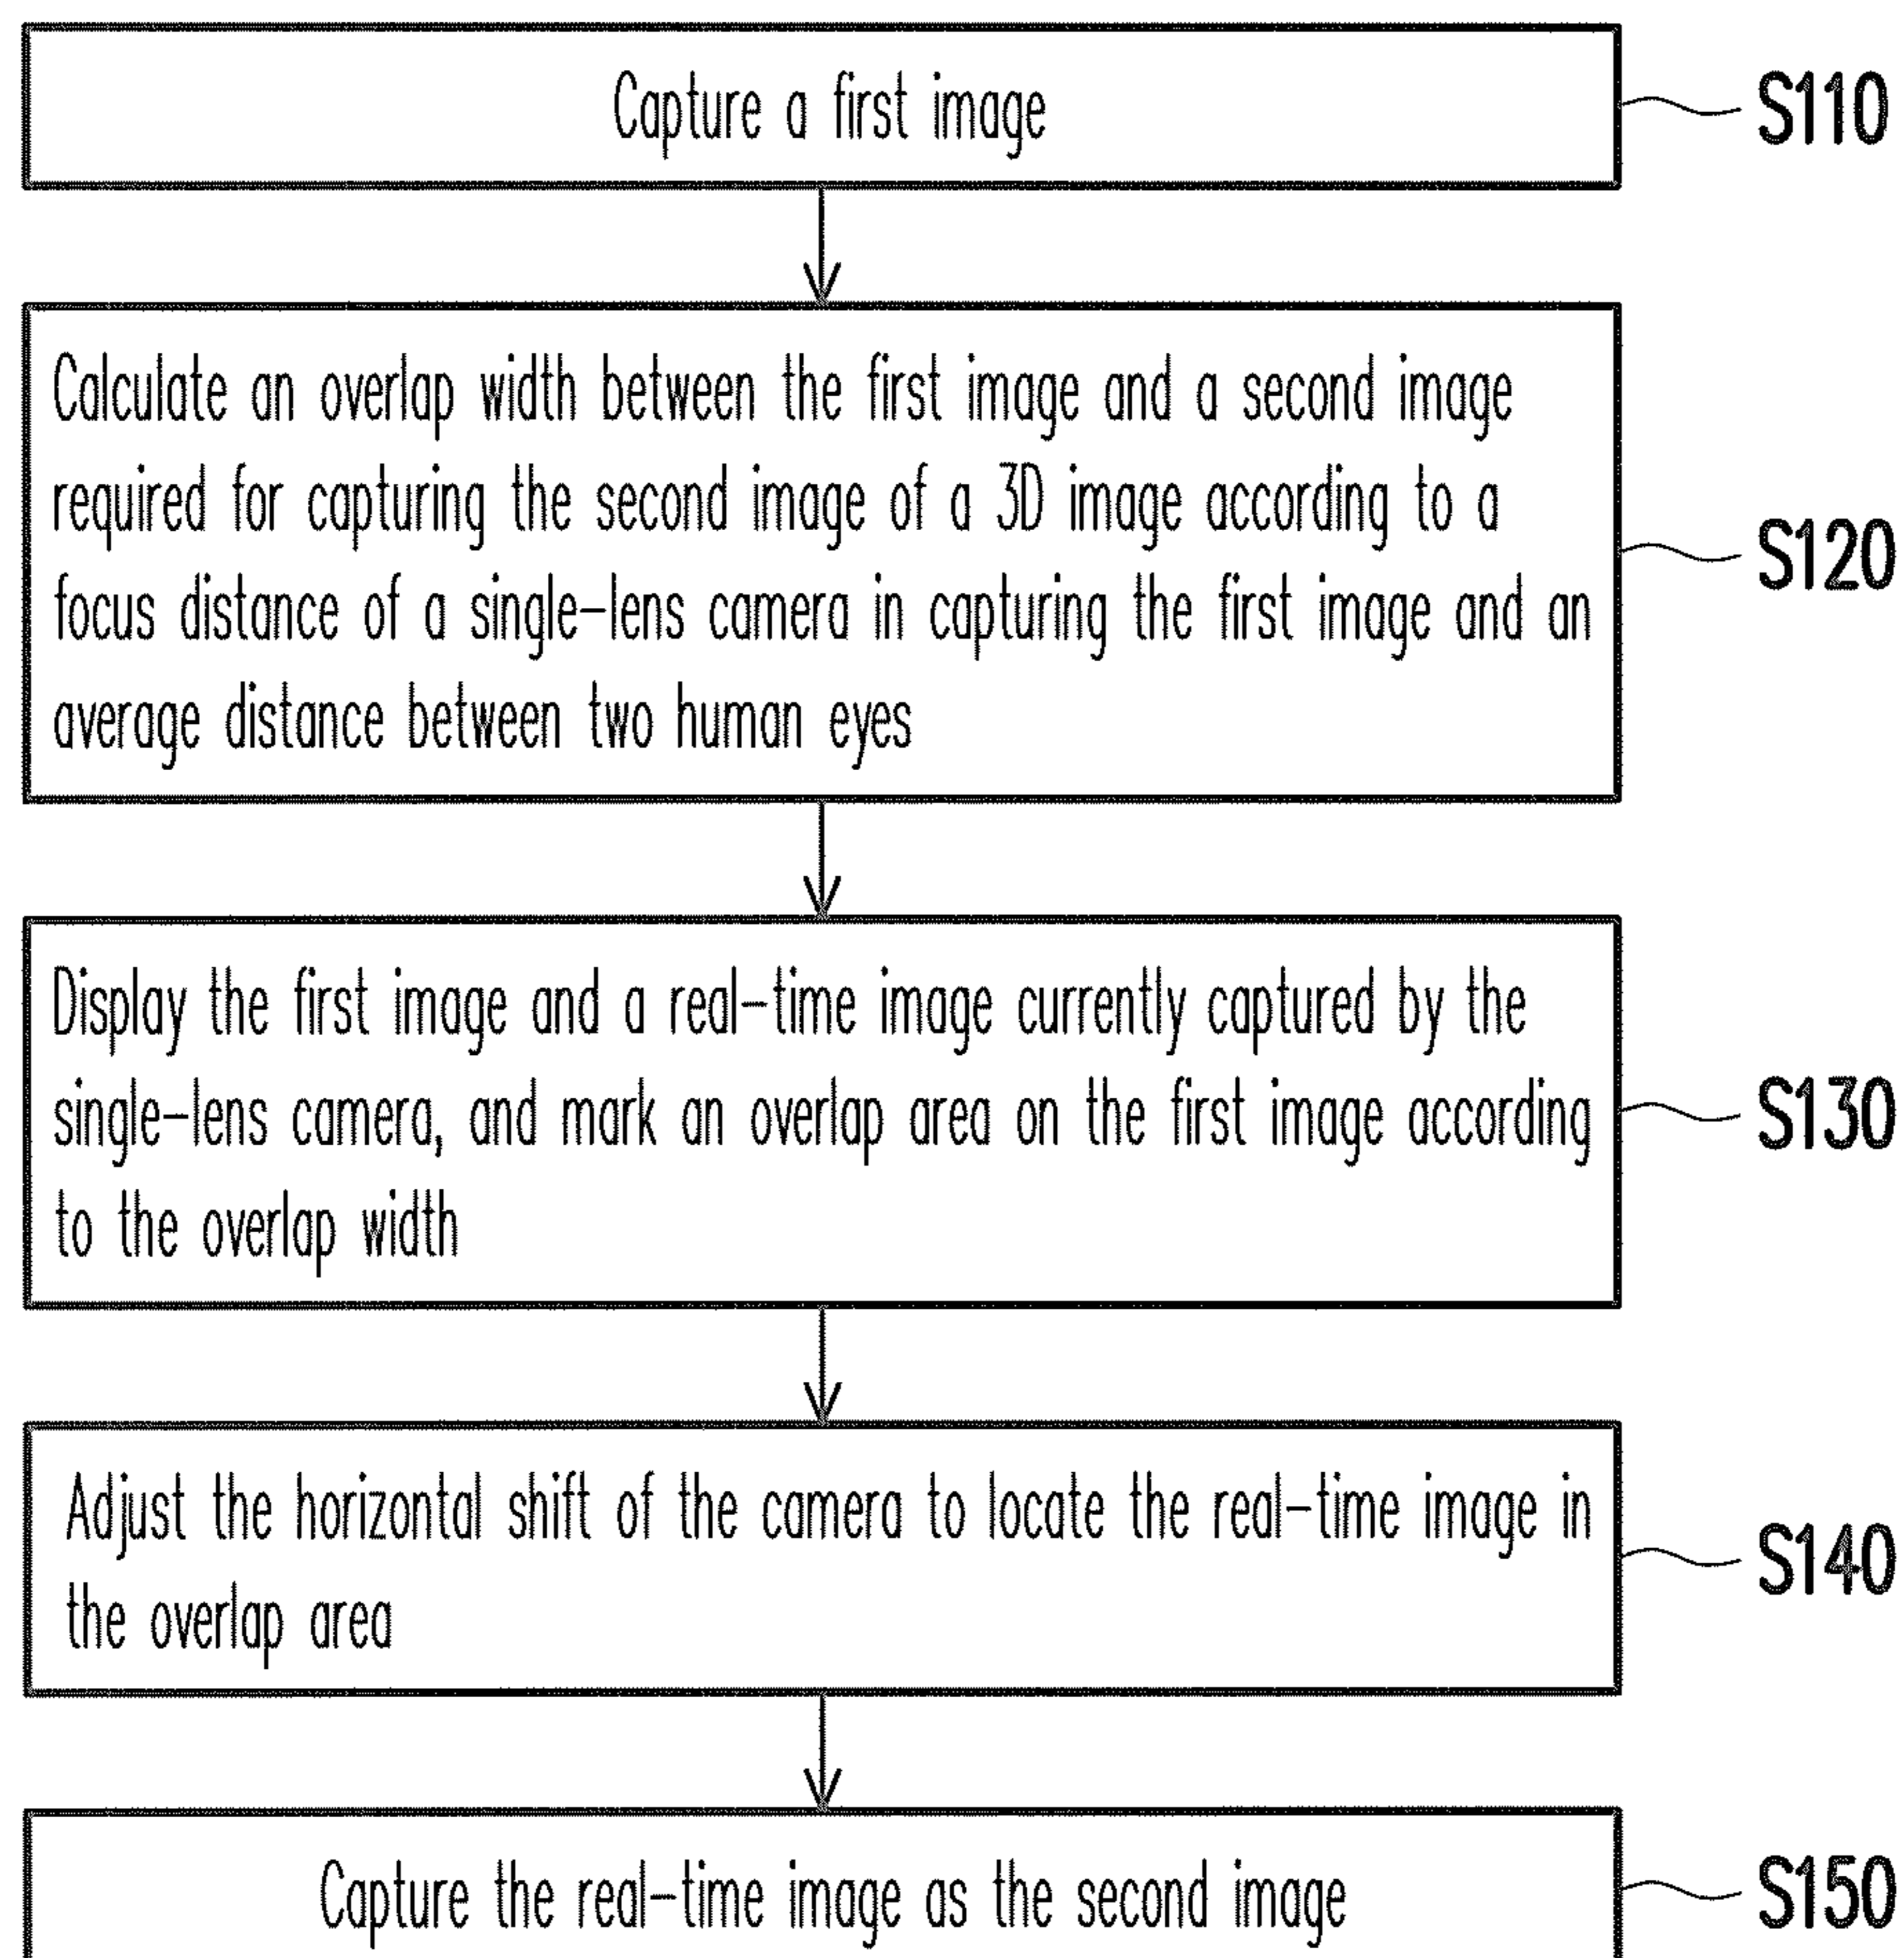 Capture a first image
S110
Calculate an overlap width between the first image and a second image
required for capturing the second image of a 3D image according to a
focus distance of a single-lens camera in capturing the first image and an
average distance between two human eyes
S120
Display the first image and a real-time image currently captured by the
single-lens camera, and mark an overlap area on the first image according
to the overlap width
S130
Adjust the horizontal shift of the camera to locate the real-time image in
the overlap area
S140
Capture the real-time image as the second image
S150